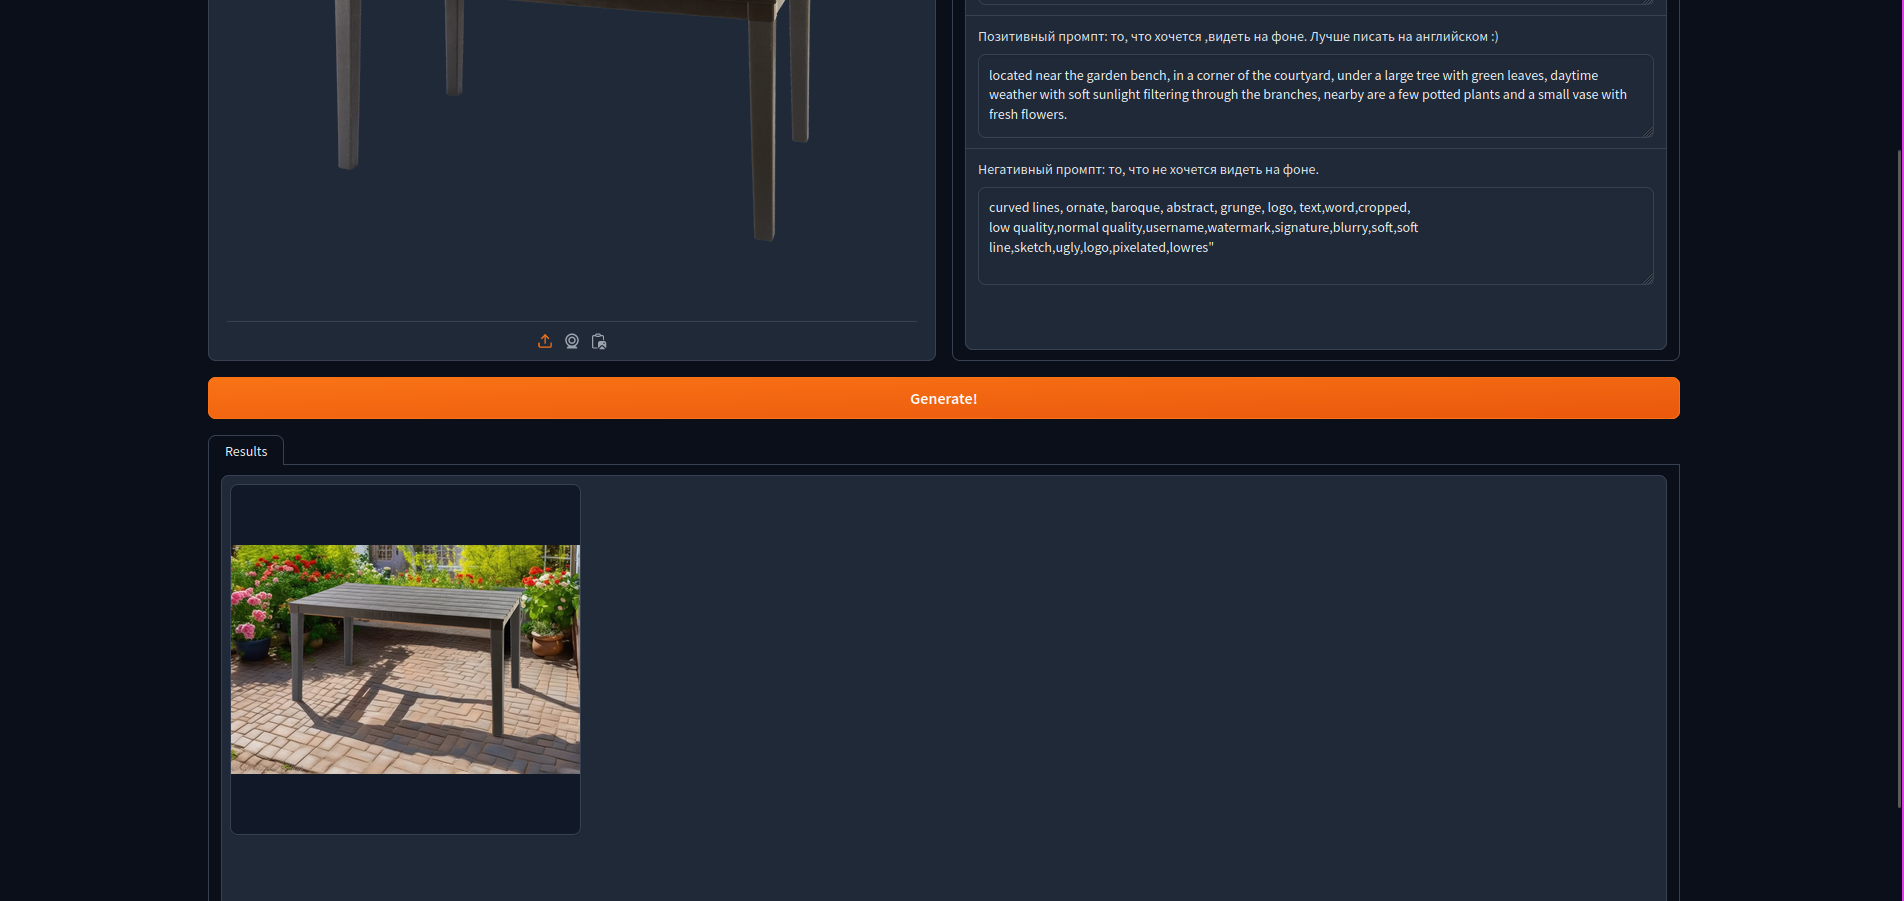 Позитивный промпт: то, что хочется ,видеть на фоне. Лучше писать на английском :)
located near the garden bench, in a corner of the courtyard, under a large tree with green leaves, daytime
weather with soft sunlight filtering through the branches, nearby are a few potted plants and a small vase with
fresh flowers.
Негативный промпт: то, что не хочется видеть на фоне.
curved lines, ornate, baroque, abstract, grunge, logo, text,word,cropped,
low quality,normal quality,username,watermark,signature,blurry,soft,soft
line,sketch,ugly,logo,pixelated,lowres"
Generate!
Results